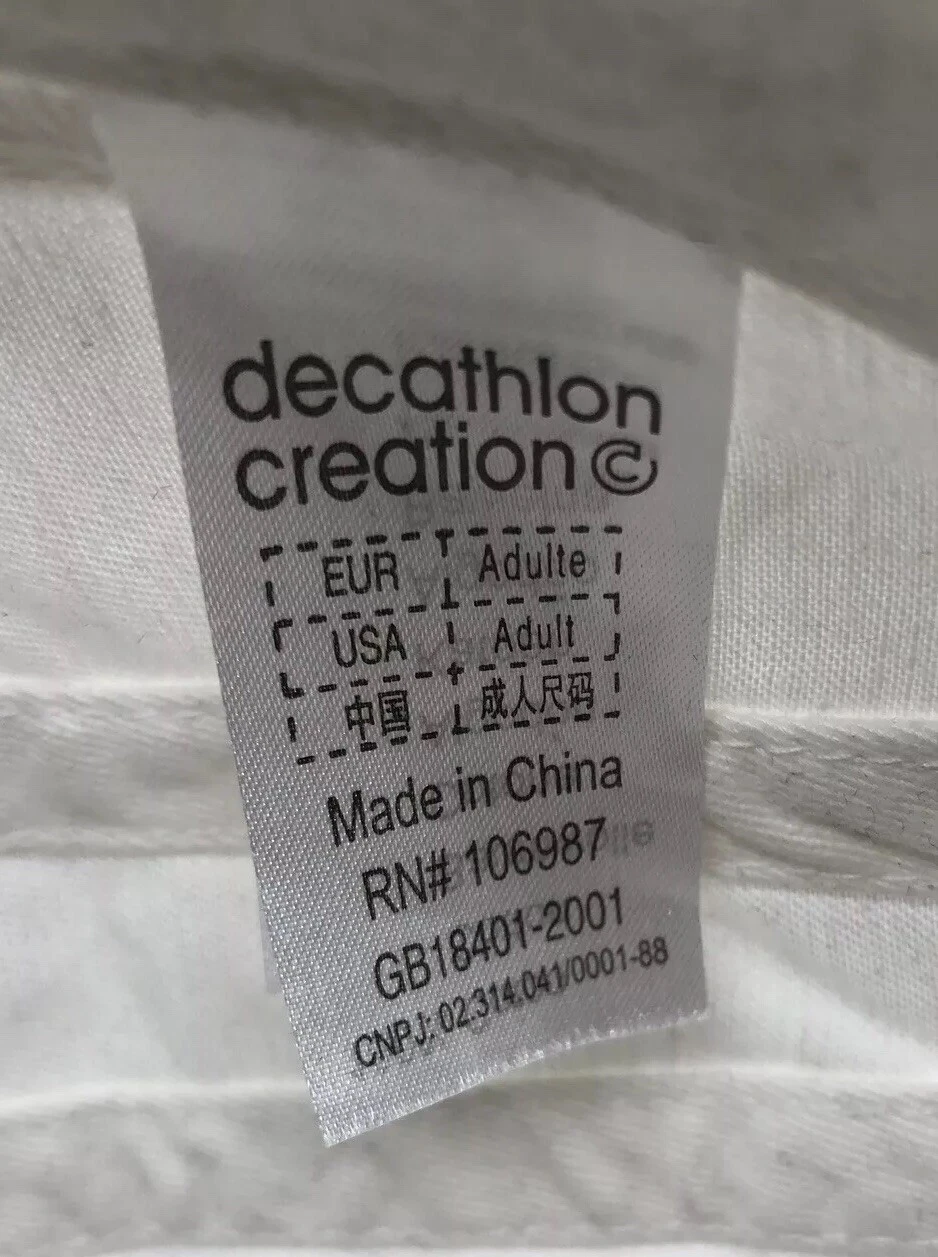 decathlon
creation ©
EUR Adulte
USA Adult
中国 成人尺码
Made in China
RN# 106987
GB18401-2001
CNPJ: 02.314.041/0001-88